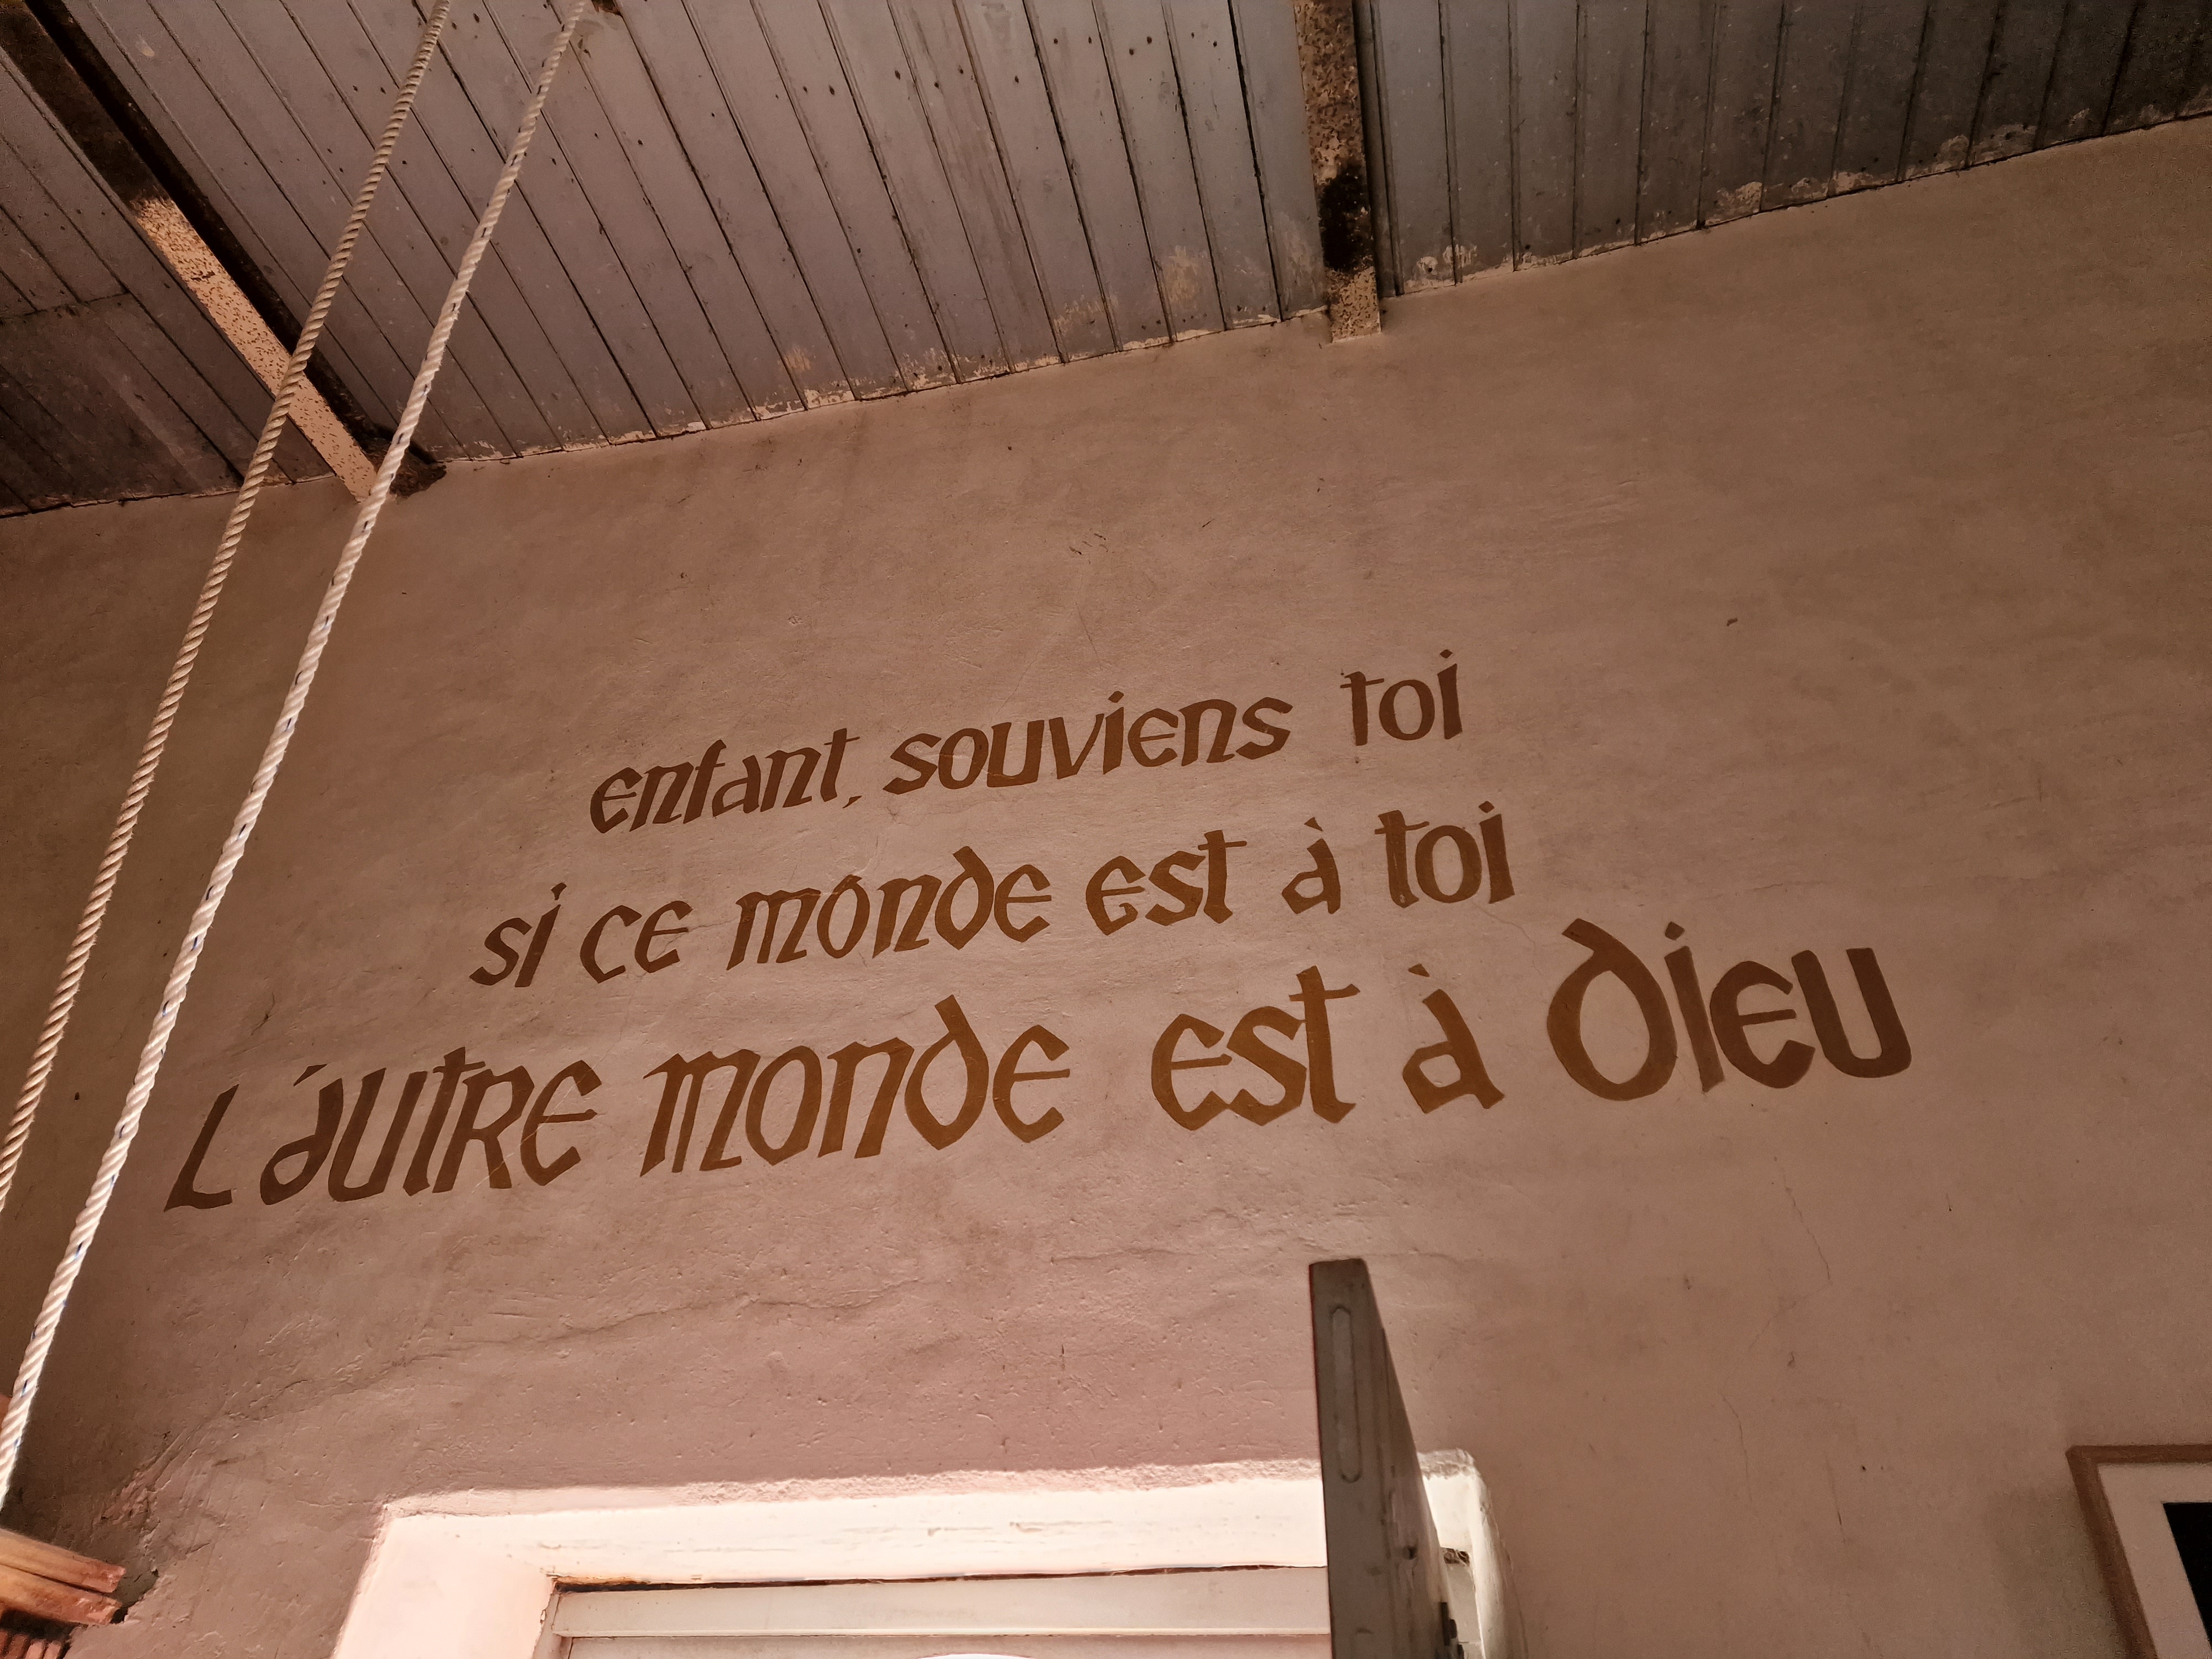 enfant, souviens toi
si ce monde est à toi
L'autre monde est à Dieu